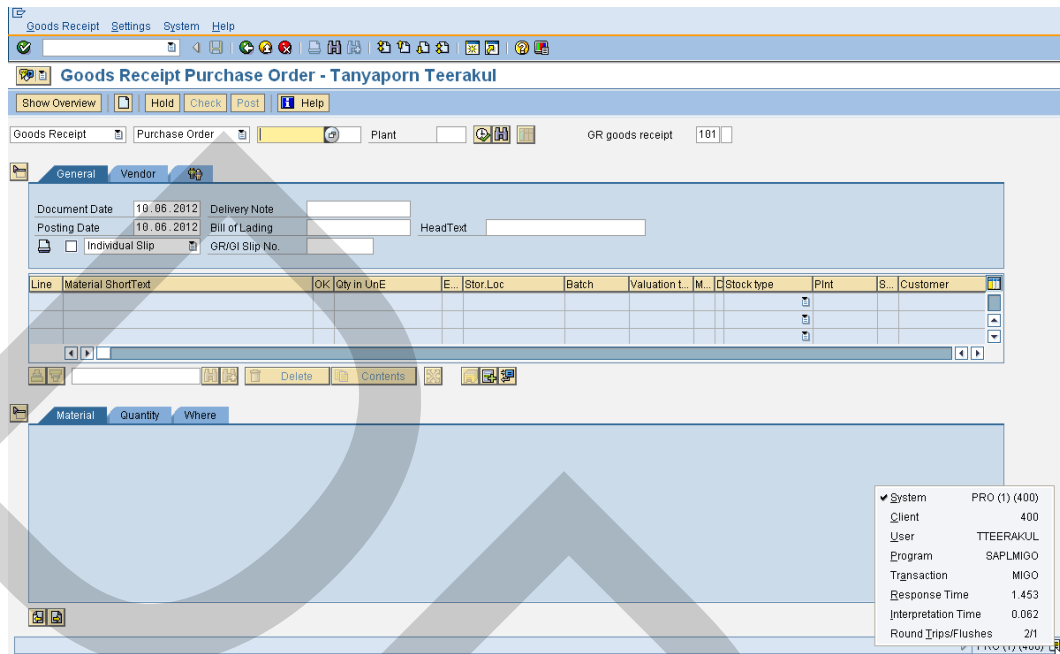 Goods Receipt Settings System Help
Goods Receipt Purchase Order - Tanyaporn Teerakul
Show Overview Hold Check Post Help
Goods Receipt Purchase Order Plant GR goods receipt 101
General Vendor
Document Date 10.06.2012 Delivery Note
Posting Date 10.06.2012 Bill of Lading HeadText
Individual Slip GR/GI Slip No.
Line Material ShortText OK Qty in UnE E... Stor.Loc Batch Valuation t... M... D Stock type Plnt S... Customer
Delete Contents
Material Quantity Where
System PRO (1) (400)
Client 400
User TTEERAKUL
Program SAPLMIGO
Transaction MIGO
Response Time 1.453
Interpretation Time 0.062
Round Trips/Flushes 2/1
PRO (1) (400)